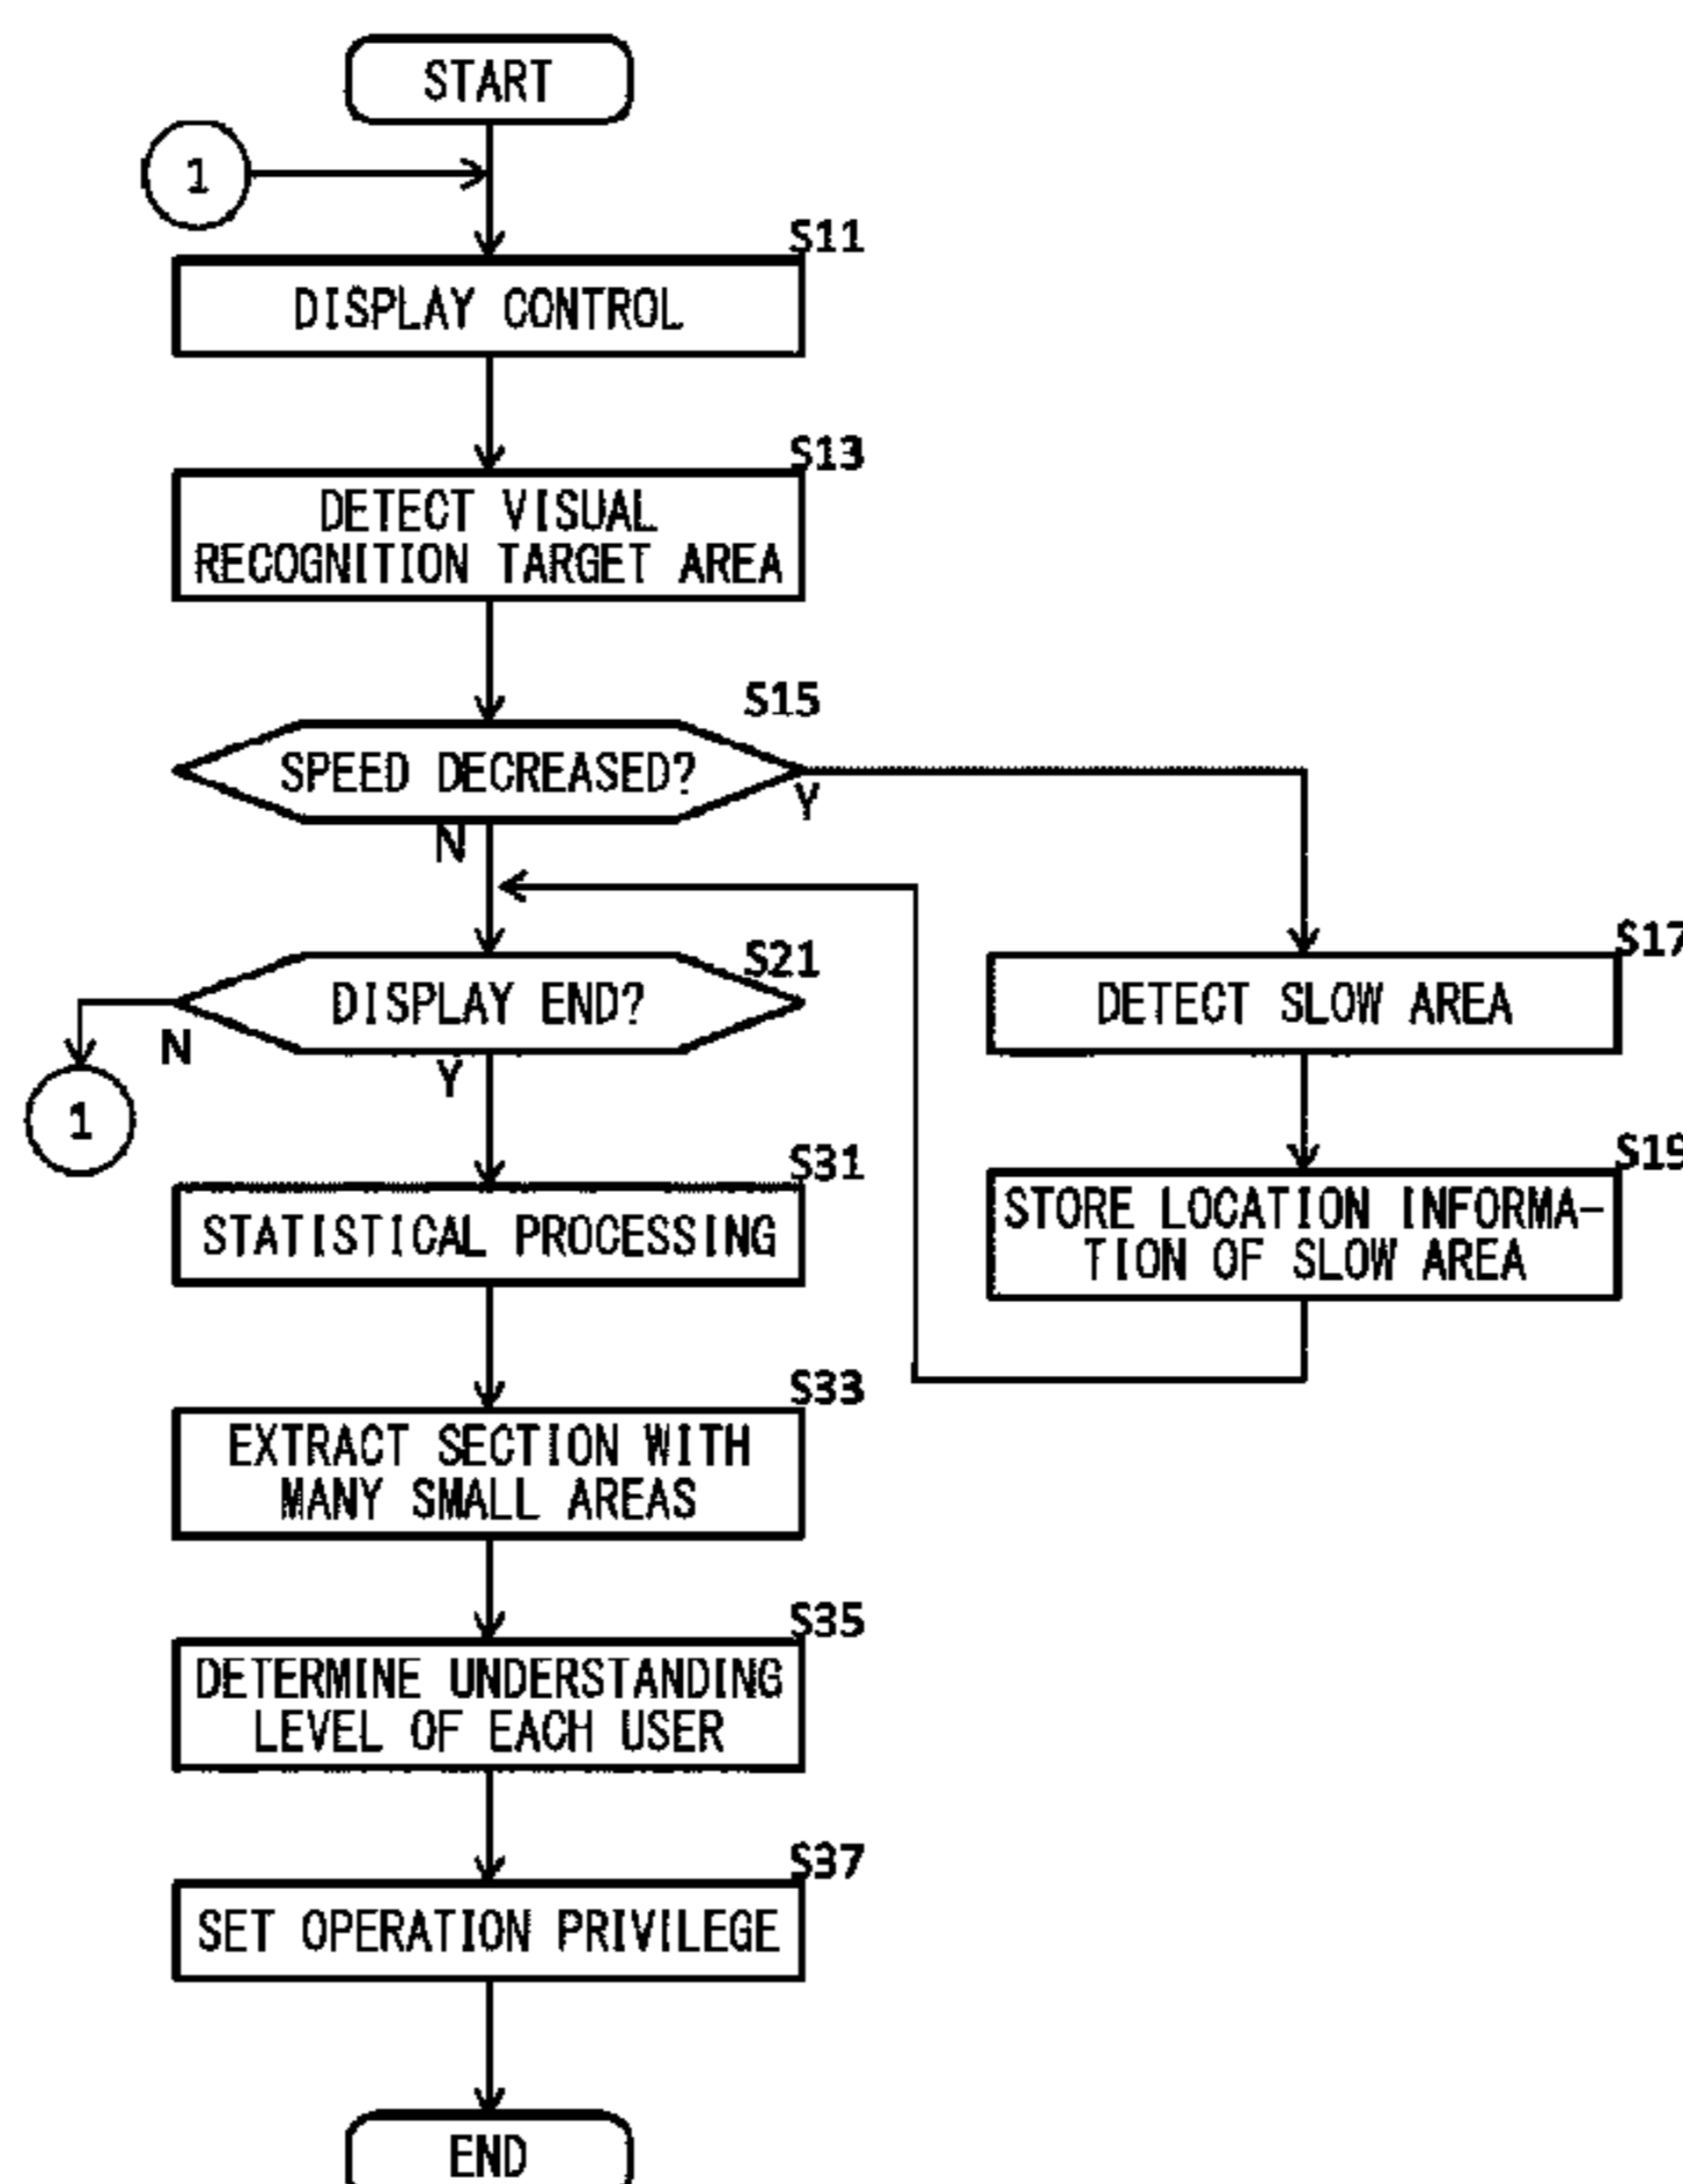 START
1
S11
DISPLAY CONTROL
S13
DETECT VISUAL
RECOGNITION TARGET AREA
S15
SPEED DECREASED?
Y
N
S21
DISPLAY END?
N
Y
1
S17
DETECT SLOW AREA
S19
STORE LOCATION INFORMA-
TION OF SLOW AREA
S31
STATISTICAL PROCESSING
S33
EXTRACT SECTION WITH
MANY SMALL AREAS
S35
DETERMINE UNDERSTANDING
LEVEL OF EACH USER
S37
SET OPERATION PRIVILEGE
END